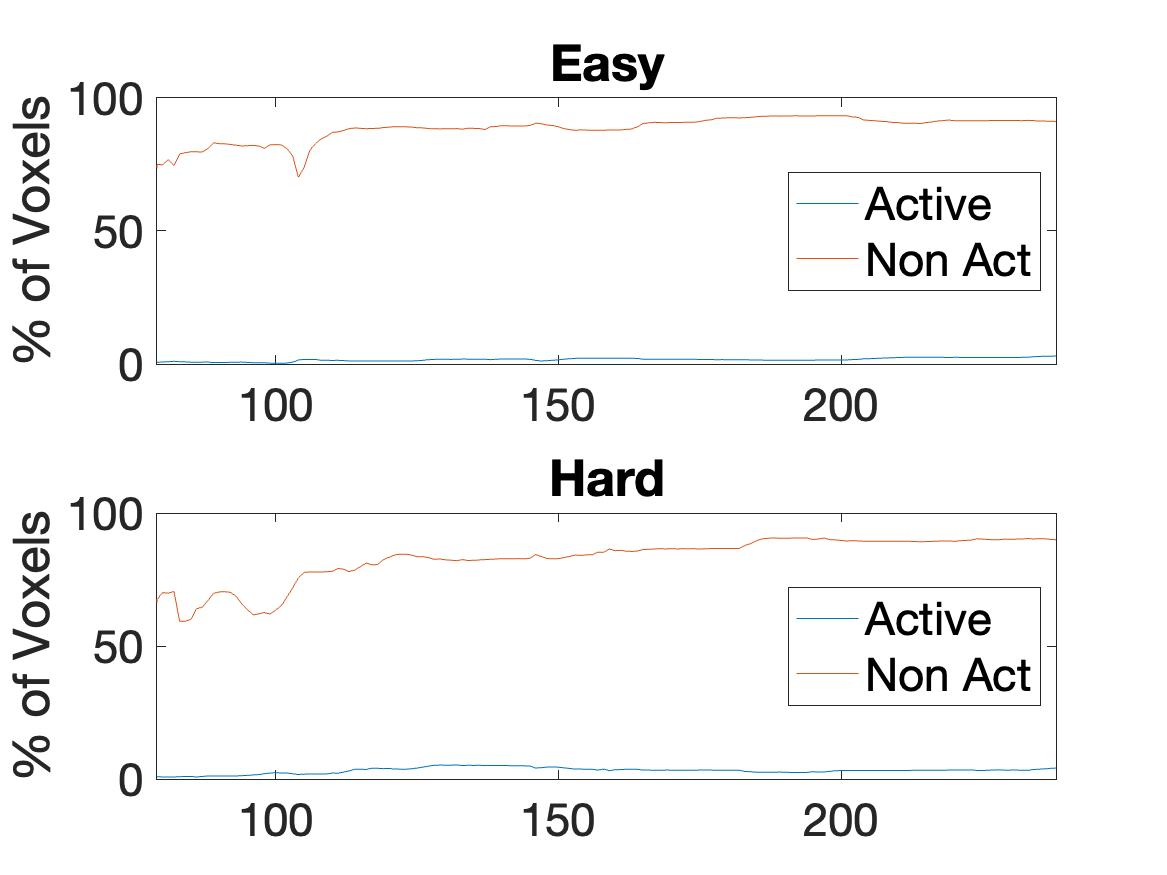 Easy
% of Voxels
100
50
0
Active
Non Act
100 150 200
Hard
% of Voxels
100
50
0
Active
Non Act
100 150 200